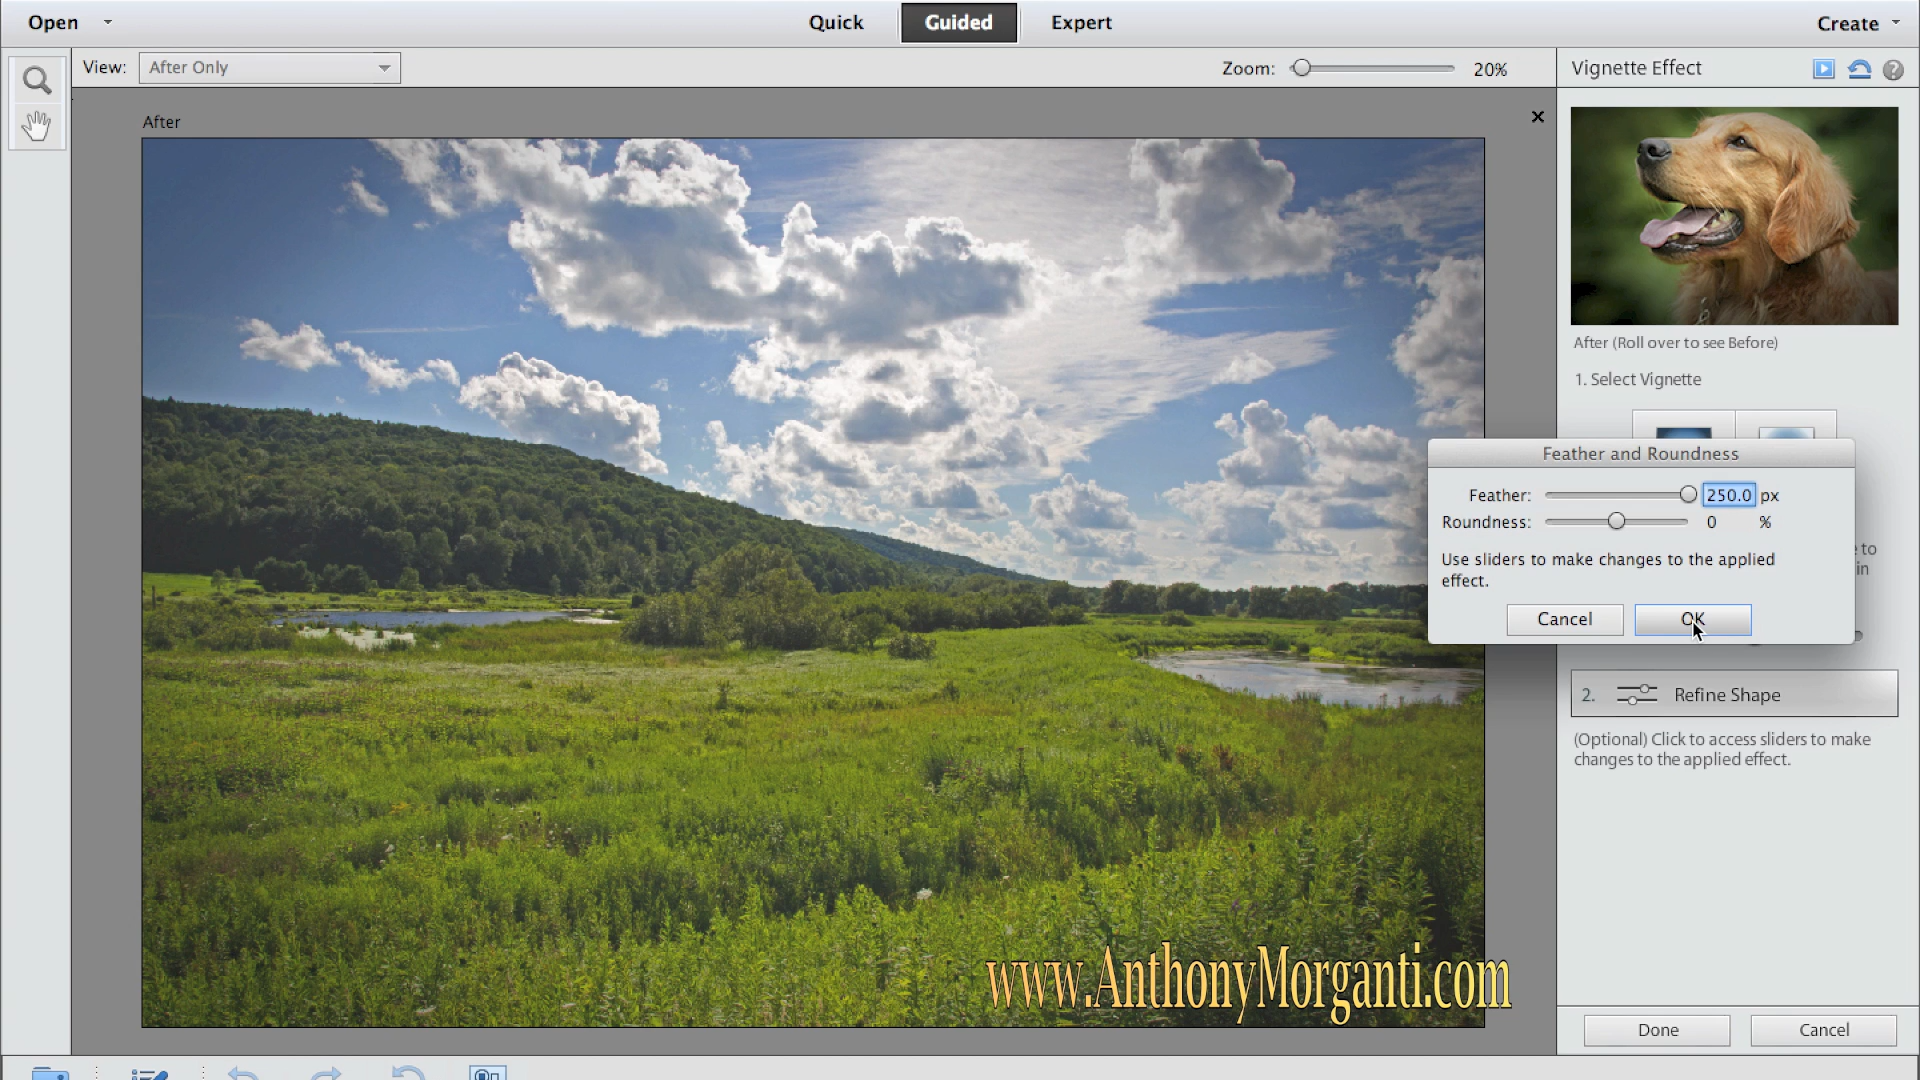 Open
Quick
Guided
Expert
Create
View:
After Only
Zoom:
20%
Vignette Effect
?
After
After (Roll over to see Before)
1. Select Vignette
Feather and Roundness
Feather:
250.0 px
Roundness:
0 %
Use sliders to make changes to the applied
effect.
to
in
Cancel
OK
2. Refine Shape
(Optional) Click to access sliders to make
changes to the applied effect.
www.AnthonyMorganti.com
Done
Cancel